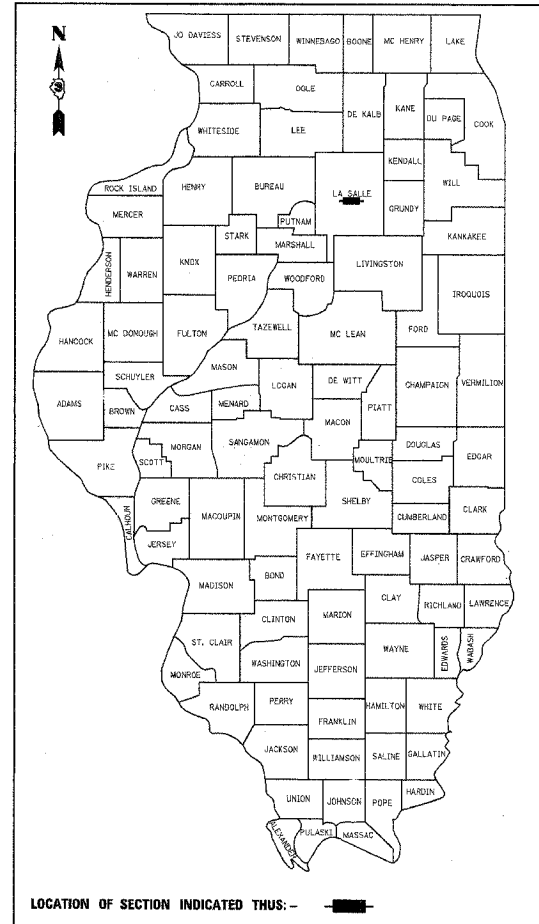 N
JO DAVIESS
STEVENSON
WINNEBAGO
BOONE
MC HENRY
LAKE
CARROLL
OGLE
DE KALB
KANE
DU PAGE
COOK
WHITESIDE
LEE
KENDALL
WILL
ROCK ISLAND
HENRY
BUREAU
LA SALLE
GRUNDY
MERCER
PUTNAM
KANKAKEE
STARK
MARSHALL
HENDERSON
WARREN
KNOX
PEORIA
WOODFORD
LIVINGSTON
IROQUOIS
HANCOCK
MC DONOUGH
FULTON
TAZEWELL
MC LEAN
FORD
MASON
SCHUYLER
LOGAN
DE WITT
CHAMPAIGN
VERMILION
ADAMS
BROWN
CASS
MENARD
PIATT
MACON
MORGAN
SANGAMON
DOUGLAS
EDGAR
PIKE
SCOTT
CHRISTIAN
MOULTRIE
COLES
GREENE
MACOUPIN
MONTGOMERY
SHELBY
CUMBERLAND
CLARK
CALHOUN
JERSEY
FAYETTE
EFFINGHAM
JASPER
CRAWFORD
MADISON
BOND
CLAY
RICHLAND
LAWRENCE
CLINTON
MARION
ST. CLAIR
WAYNE
EDWARDS
WABASH
WASHINGTON
JEFFERSON
MONROE
RANDOLPH
PERRY
HAMILTON
WHITE
FRANKLIN
JACKSON
WILLIAMSON
SALINE
GALLATIN
UNION
JOHNSON
POPE
HARDIN
ALEXANDER
PULASKI
MASSAC
LOCATION OF SECTION INDICATED THUS: -